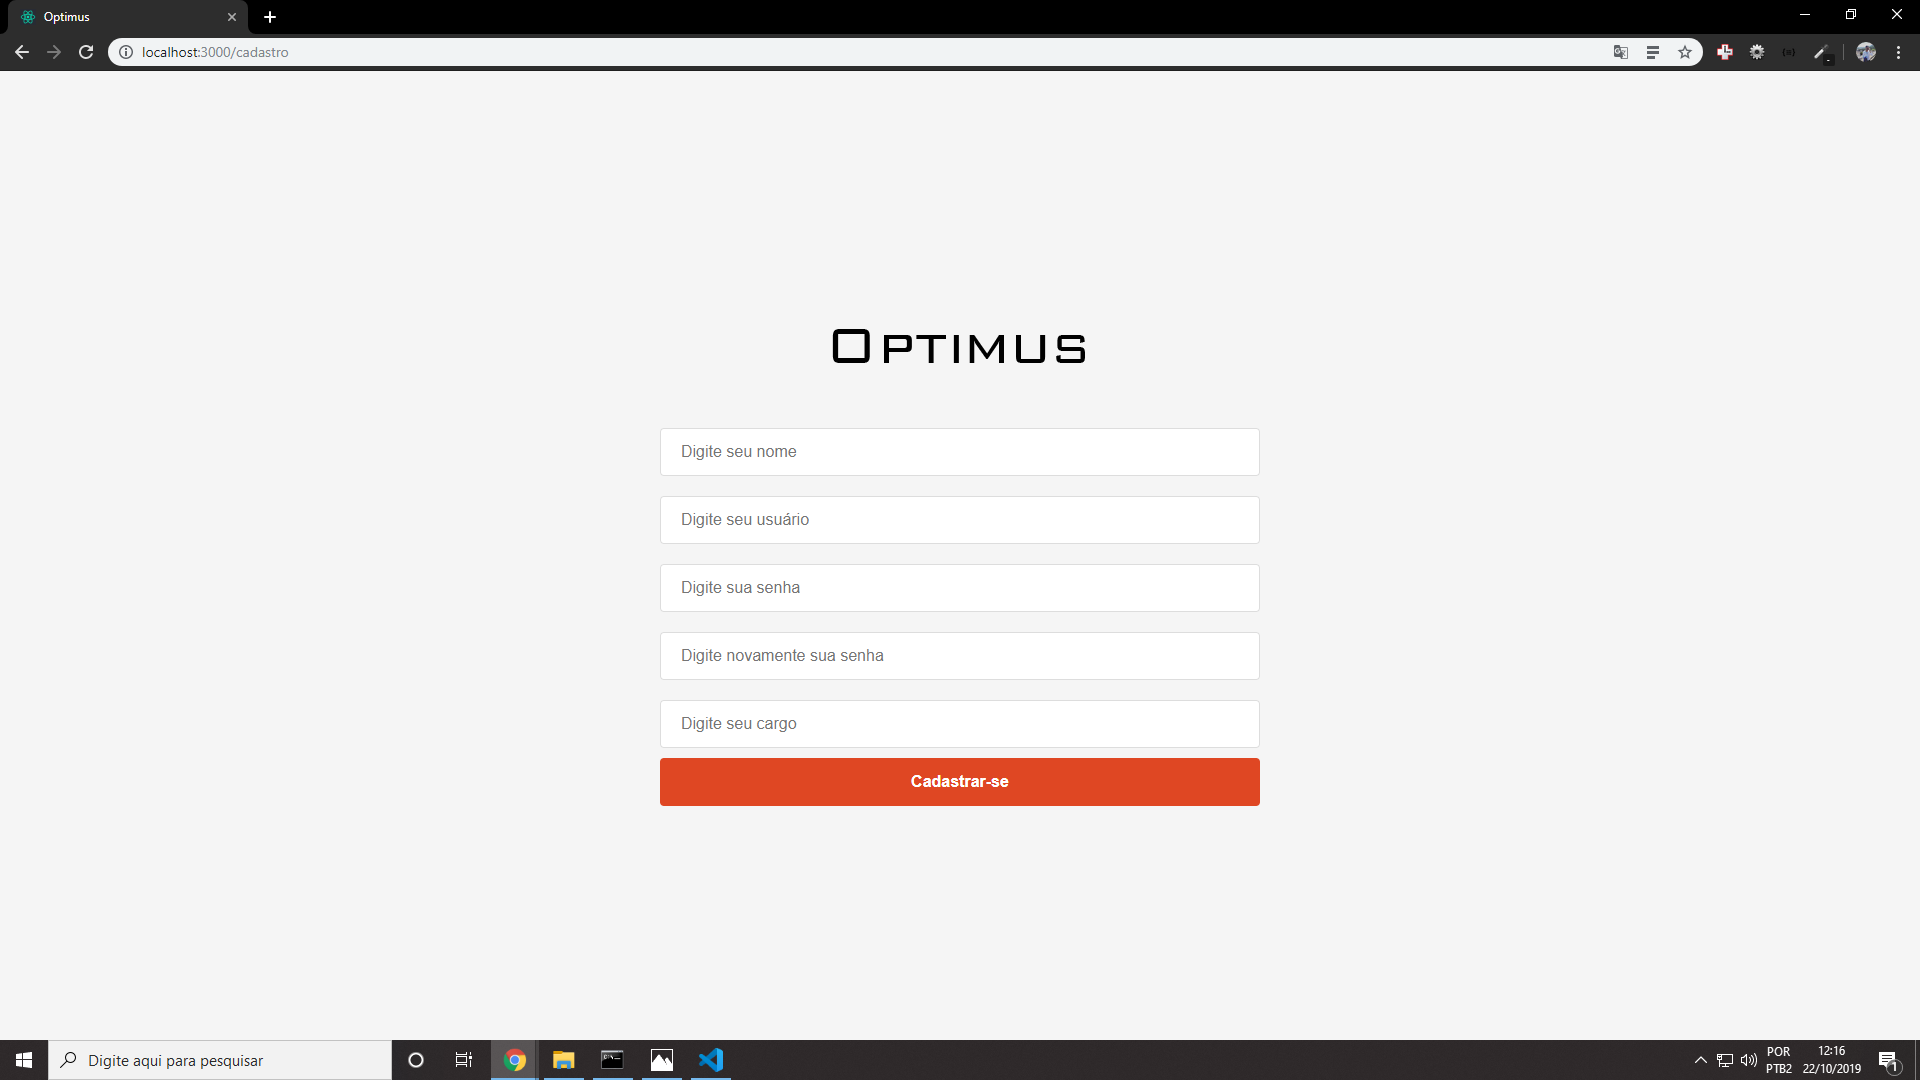 Optimus
localhost:3000/cadastro
OPTIMUS
Digite seu nome
Digite seu usuário
Digite sua senha
Digite novamente sua senha
Digite seu cargo
Cadastrar-se
Digite aqui para pesquisar
POR
PTB2
12:16
22/10/2019
1